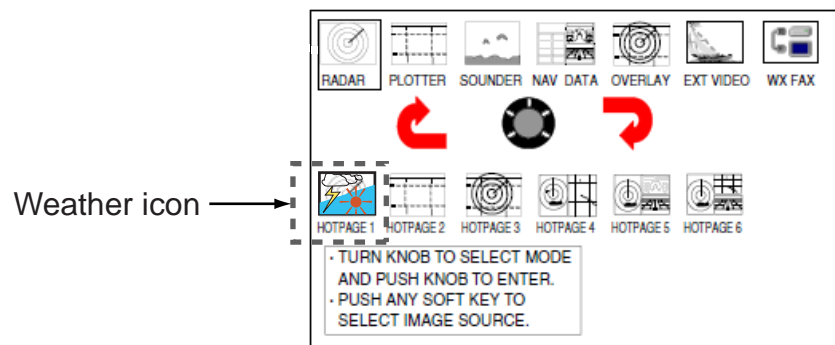 RADAR PLOTTER SOUNDER NAV DATA OVERLAY EXT VIDEO WX FAX
Weather icon
HOTPAGE 1 HOTPAGE 2 HOTPAGE 3 HOTPAGE 4 HOTPAGE 5 HOTPAGE 6
· TURN KNOB TO SELECT MODE
AND PUSH KNOB TO ENTER.
· PUSH ANY SOFT KEY TO
SELECT IMAGE SOURCE.